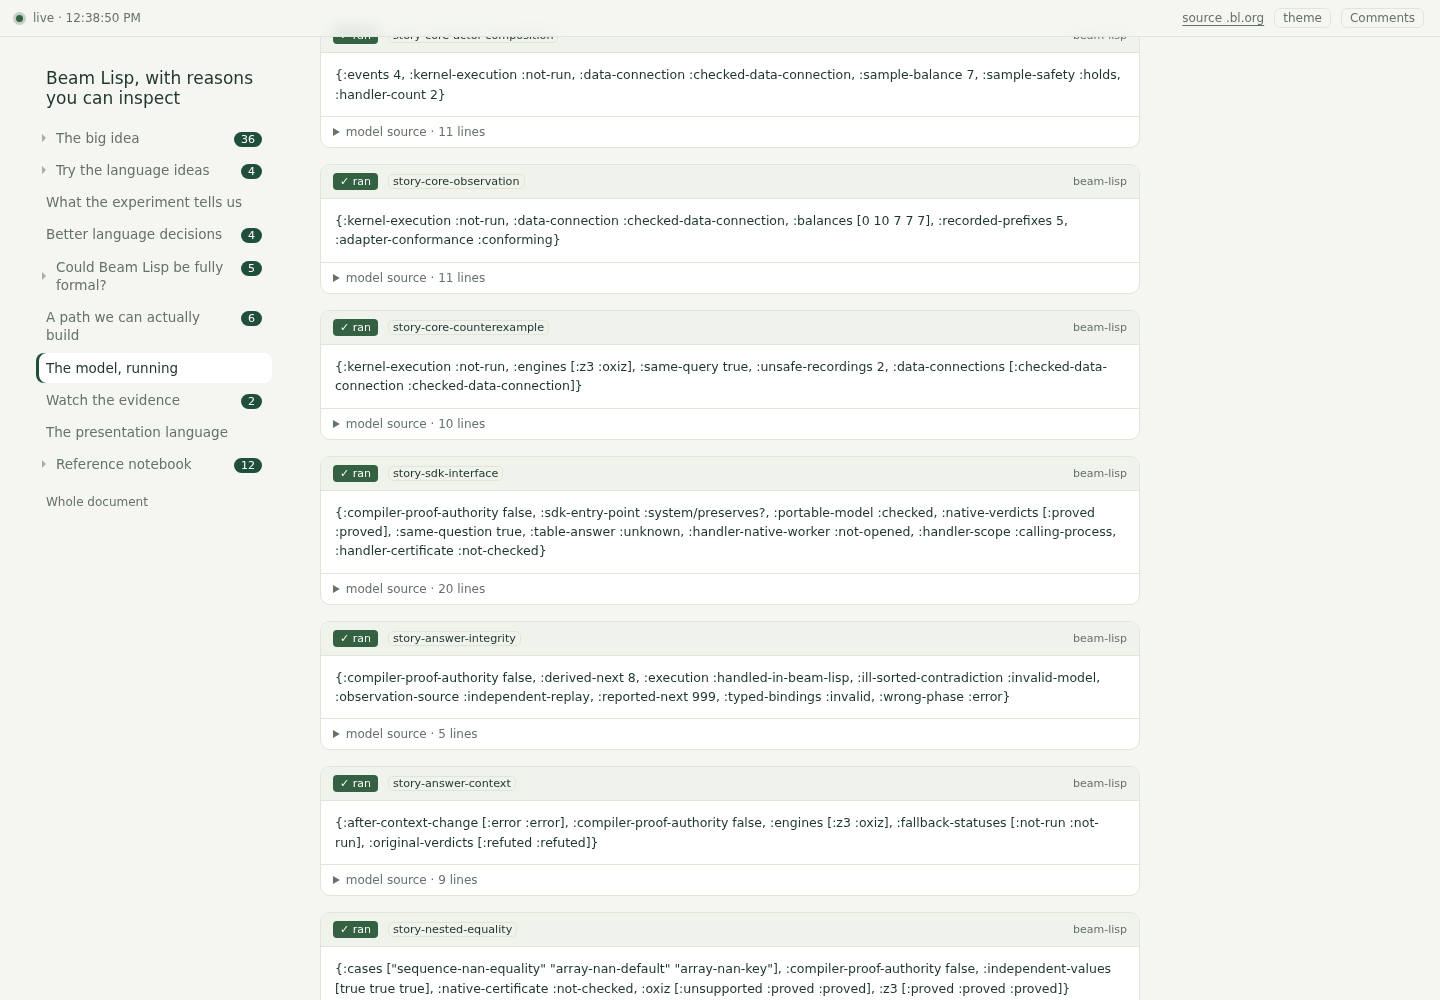 live · 12:38:50 PM
source .bl.org
theme
Comments
Beam Lisp, with reasons
you can inspect
The big idea
36
Try the language ideas
4
What the experiment tells us
Better language decisions
4
Could Beam Lisp be fully
formal?
5
A path we can actually
build
6
The model, running
Watch the evidence
2
The presentation language
Reference notebook
12
Whole document
✓ ran
story-core-actor-composition
beam-lisp
{:events 4, :kernel-execution :not-run, :data-connection :checked-data-connection, :sample-balance 7, :sample-safety :holds,
:handler-count 2}
model source · 11 lines
✓ ran
story-core-observation
beam-lisp
{:kernel-execution :not-run, :data-connection :checked-data-connection, :balances [0 10 7 7 7], :recorded-prefixes 5,
:adapter-conformance :conforming}
model source · 11 lines
✓ ran
story-core-counterexample
beam-lisp
{:kernel-execution :not-run, :engines [:z3 :oxiz], :same-query true, :unsafe-recordings 2, :data-connections [:checked-data-
connection :checked-data-connection]}
model source · 10 lines
✓ ran
story-sdk-interface
beam-lisp
{:compiler-proof-authority false, :sdk-entry-point :system/preserves?, :portable-model :checked, :native-verdicts [:proved
:proved], :same-question true, :table-answer :unknown, :handler-native-worker :not-opened, :handler-scope :calling-process,
:handler-certificate :not-checked}
model source · 20 lines
✓ ran
story-answer-integrity
beam-lisp
{:compiler-proof-authority false, :derived-next 8, :execution :handled-in-beam-lisp, :ill-sorted-contradiction :invalid-model,
:observation-source :independent-replay, :reported-next 999, :typed-bindings :invalid, :wrong-phase :error}
model source · 5 lines
✓ ran
story-answer-context
beam-lisp
{:after-context-change [:error :error], :compiler-proof-authority false, :engines [:z3 :oxiz], :fallback-statuses [:not-run :not-
run], :original-verdicts [:refuted :refuted]}
model source · 9 lines
✓ ran
story-nested-equality
beam-lisp
{:cases ["sequence-nan-equality" "array-nan-default" "array-nan-key"], :compiler-proof-authority false, :independent-values
[true true true], :native-certificate :not-checked, :oxiz [:unsupported :proved :proved], :z3 [:proved :proved :proved]}